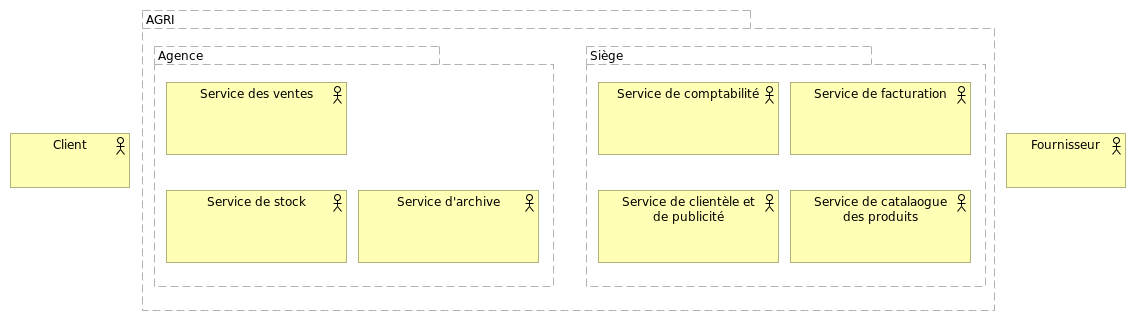 AGRI
Agence
Siège
Service des ventes
Service de comptabilité
Service de facturation
Client
Fournisseur
Service de stock
Service d'archive
Service de clientèle et
de publicité
Service de catalaogue
des produits